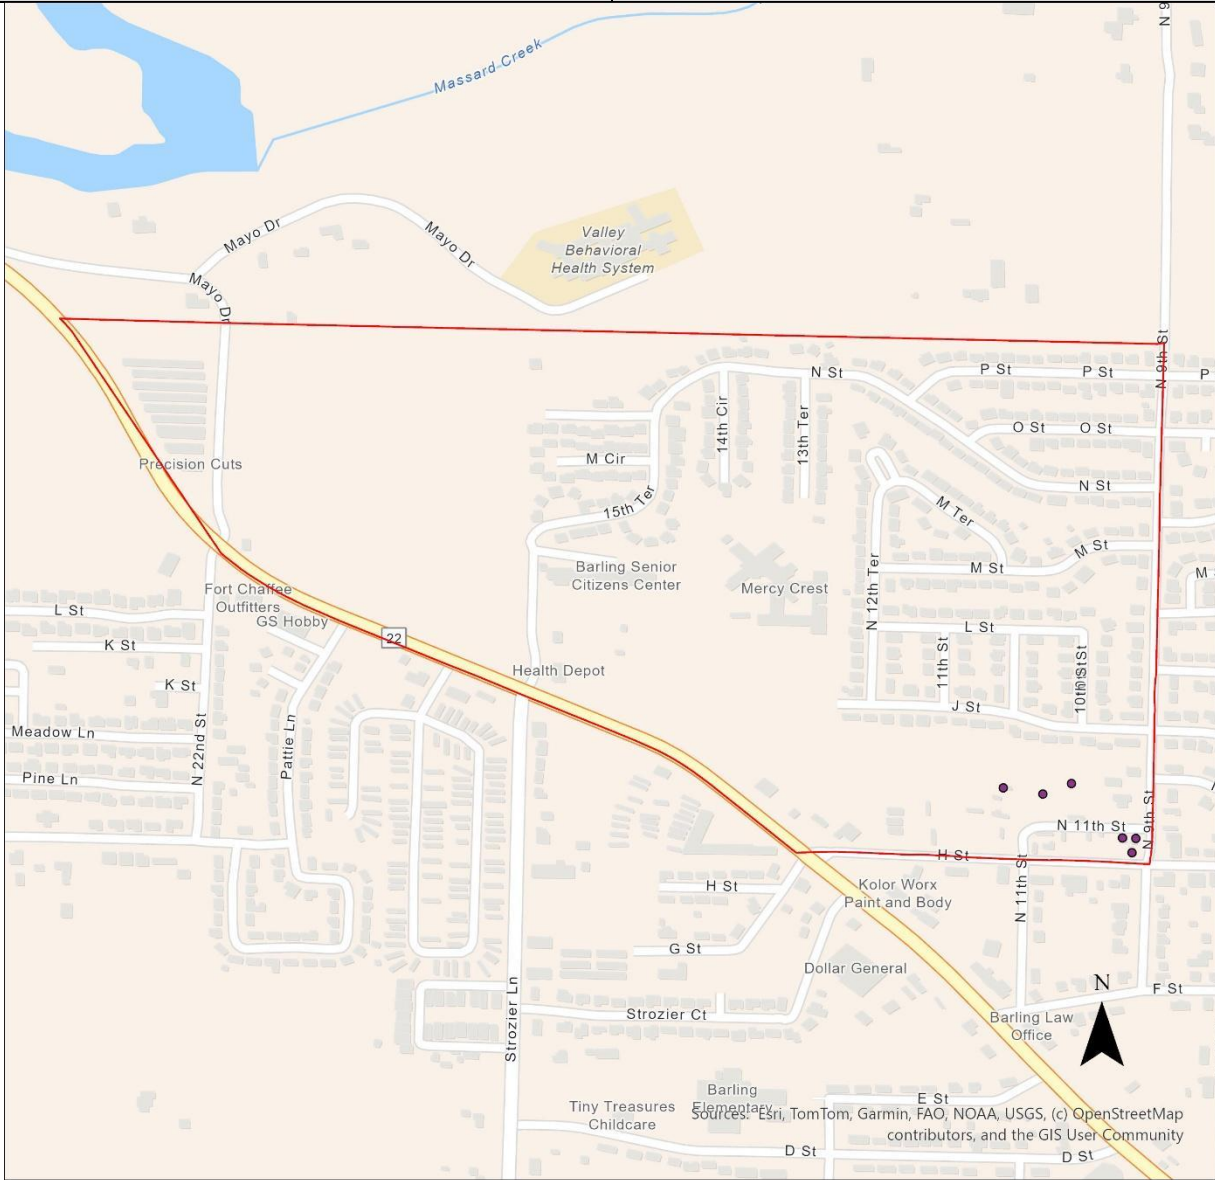 N 9
Massard Creek
Valley
Behavioral
Health System
Mayo Dr
Mayo Dr
Mayo Dr
N 9th St
N St
P St
P St
P
14th Cir
13th Ter
O St
O St
M Cir
Precision Cuts
15th Ter
N St
M Ter
M St
M St
M
Barling Senior
Citizens Center
Mercy Crest
N 12th Ter
Fort Chaffee
Outfitters
GS Hobby
L St
22
L St
K St
K St
11th St
10th St
J St
Health Depot
Meadow Ln
Pine Ln
N 22nd St
Pattie Ln
N 11th St
N 9th St
H St
H St
N 11th St
Kolor Worx
Paint and Body
G St
Dollar General
Strozier Ln
Strozier Ct
N
F St
Barling Law
Office
Barling
Elementary
Tiny Treasures
Childcare
E St
D St
D St
Sources: Esri, TomTom, Garmin, FAO, NOAA, USGS, (c) OpenStreetMap
contributors, and the GIS User Community